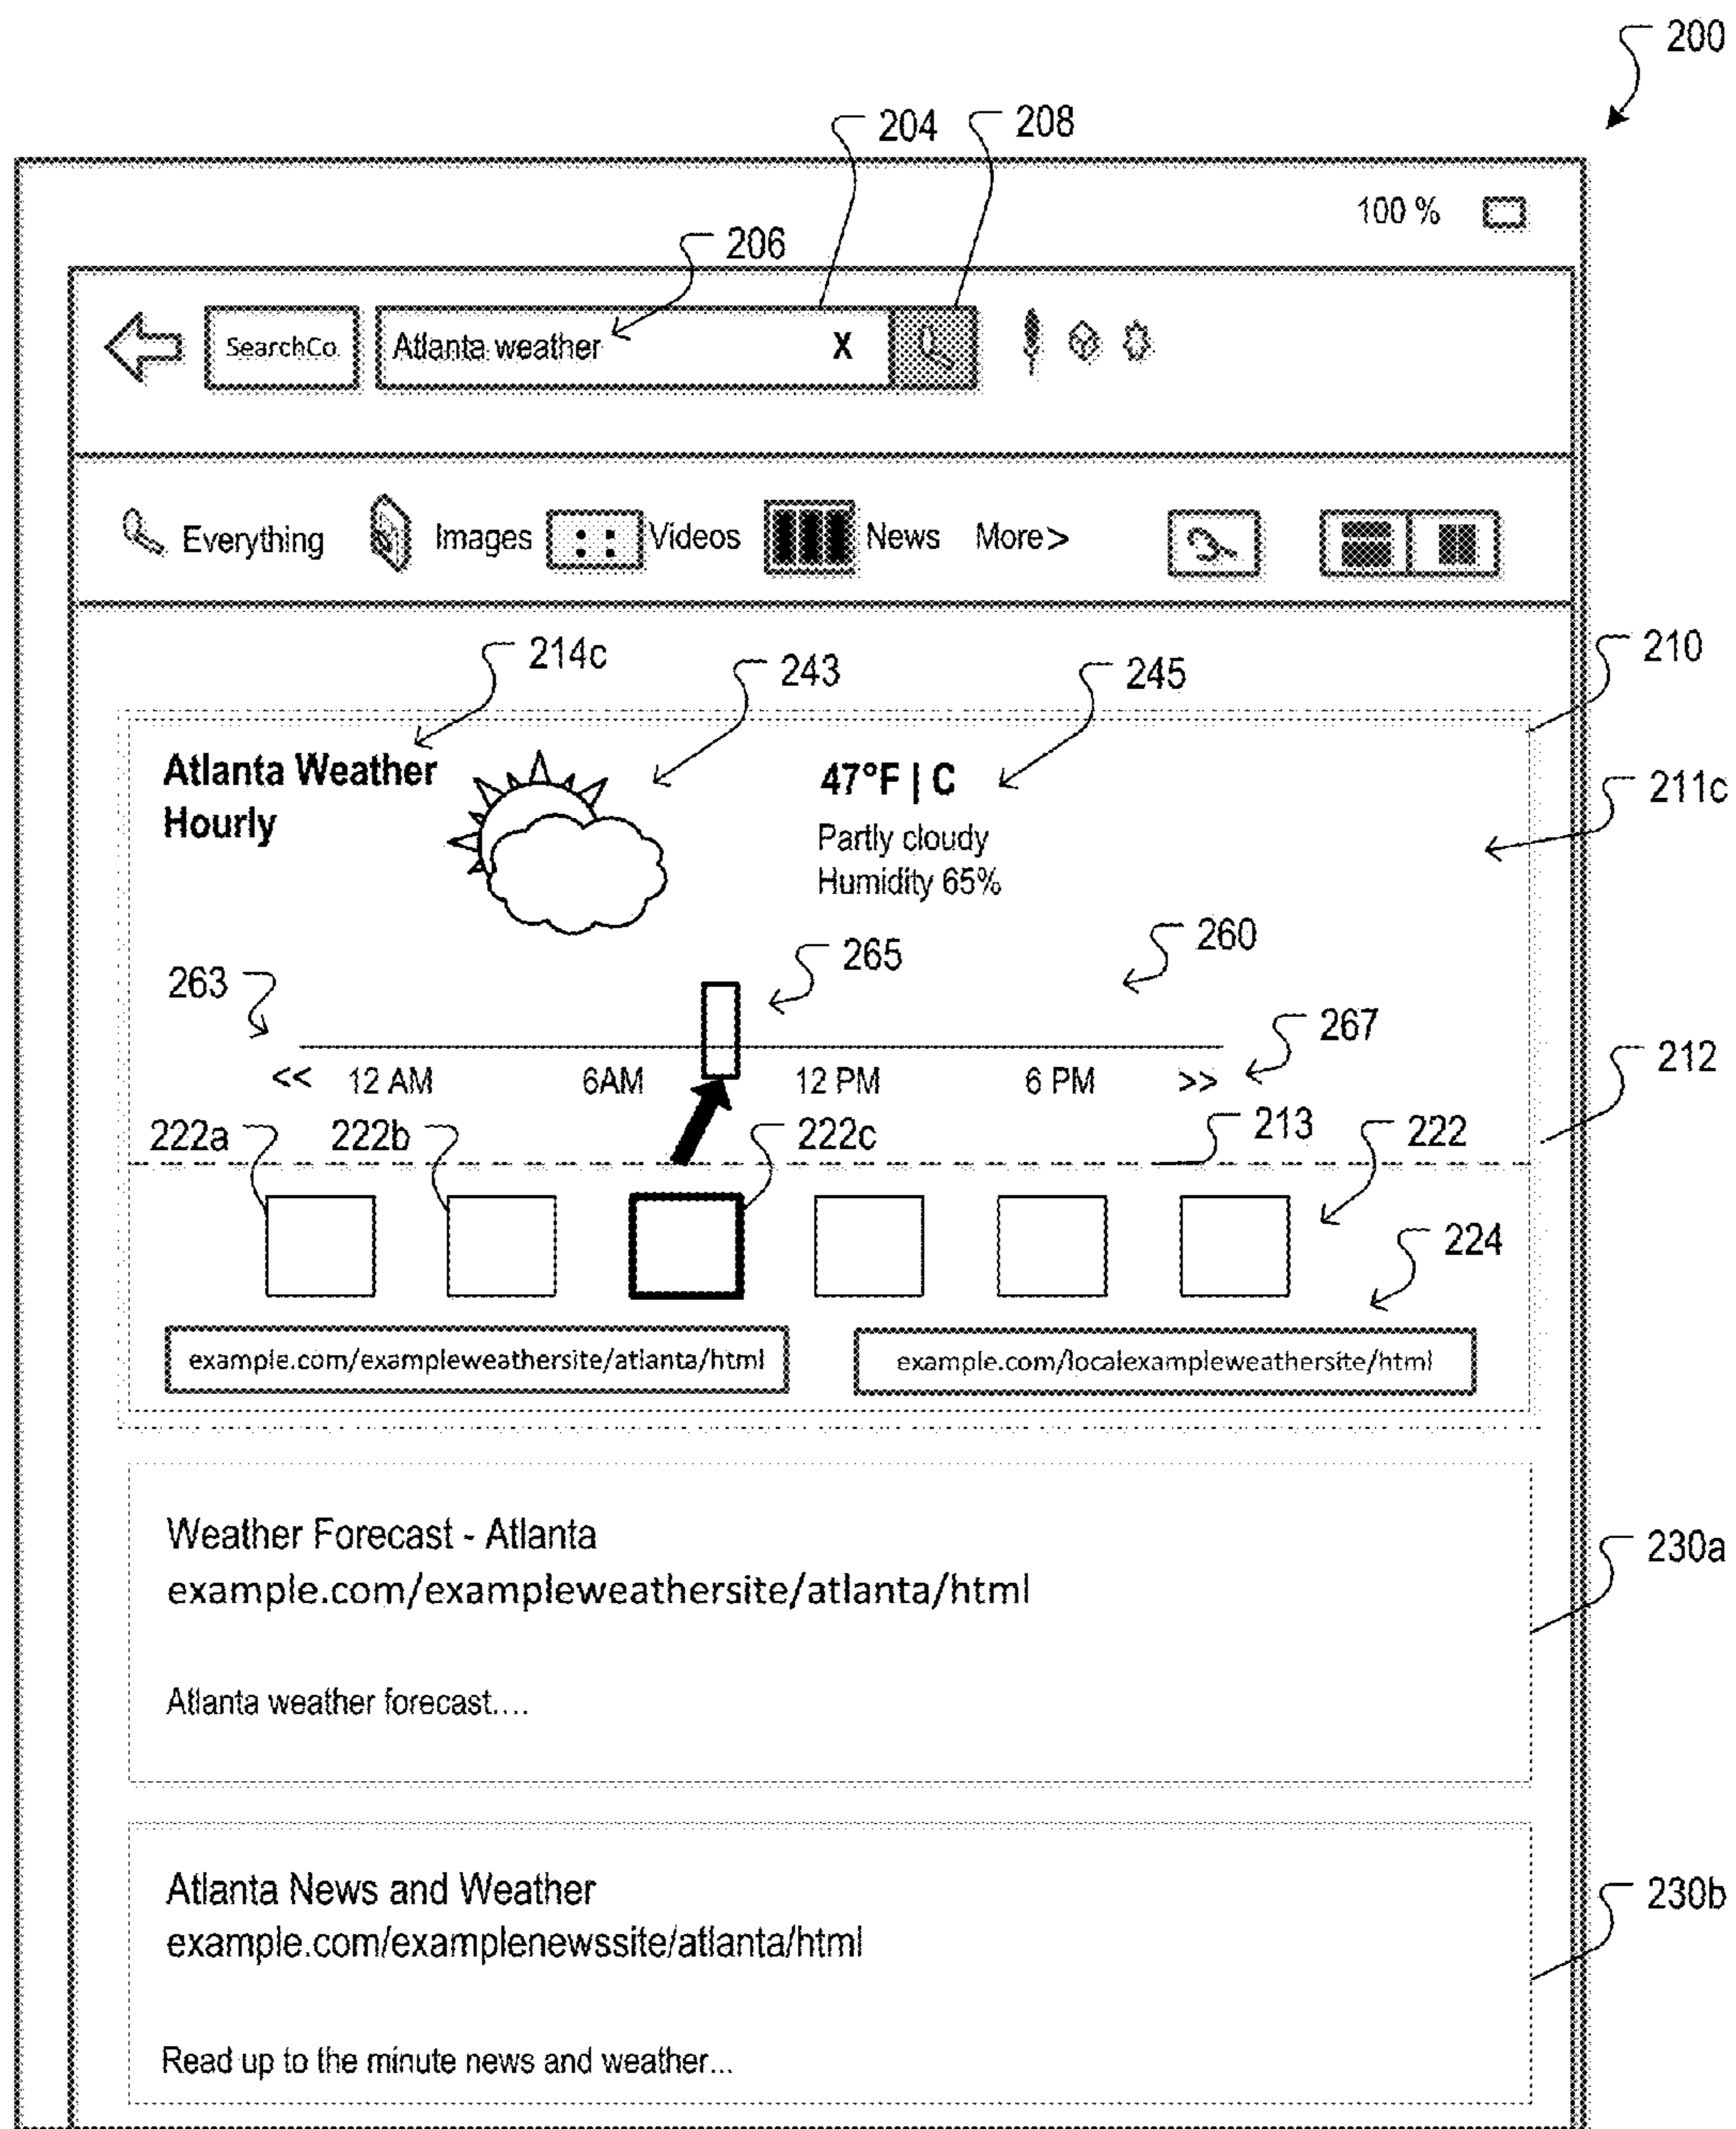 200
204 208
100 %
206
SearchCo. Atlanta weather X
Everything Images Videos News More>
214c 243 245 210
Atlanta Weather
Hourly
47°F | C
Partly cloudy
Humidity 65%
211c
263 265 260
267
<< 12 AM 6AM 12 PM 6 PM >>
212
222a 222b 222c 213 222
224
example.com/exampleweathersite/atlanta/html example.com/localexampleweathersite/html
Weather Forecast - Atlanta
230a
example.com/exampleweathersite/atlanta/html
Atlanta weather forecast....
Atlanta News and Weather
230b
example.com/examplenewssite/atlanta/html
Read up to the minute news and weather...